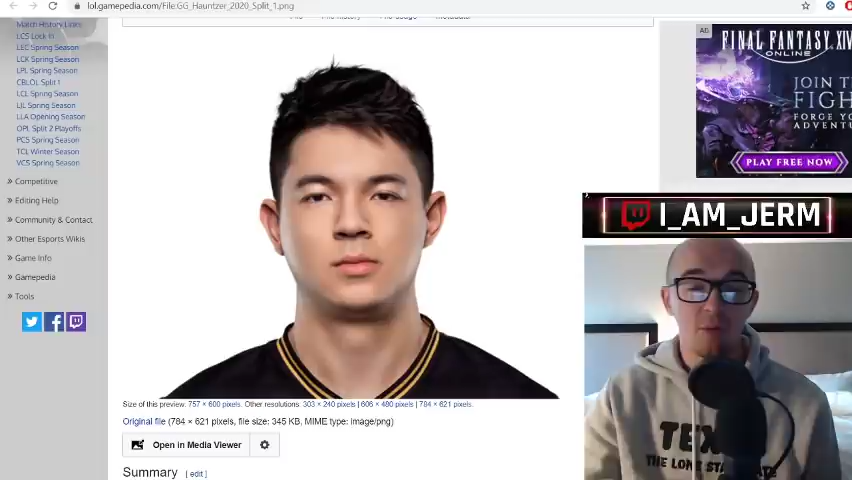 lol.gamepedia.com/File:GG_Hauntzer_2020_Split_1.png
Match History Links
LCS Lock In
LEC Spring Season
LCK Spring Season
LPL Spring Season
CBLOL Split 1
LCL Spring Season
LJL Spring Season
LLA Opening Season
OPL Split 2 Playoffs
PCS Spring Season
TCL Winter Season
VCS Spring Season
» Competitive
» Editing Help
» Community & Contact
» Other Esports Wikis
» Game Info
» Gamepedia
» Tools
Size of this preview: 757 × 600 pixels. Other resolutions: 303 × 240 pixels | 606 × 480 pixels | 784 × 621 pixels.
Original file (784 × 621 pixels, file size: 345 KB, MIME type: image/png)
Open in Media Viewer
Summary [ edit ]
AD
FINAL FANTASY XIV
ONLINE
JOIN
FIGH
FORGE YO
ADVENTU
PLAY FREE NOW
I_AM_JERM
TEX
THE LON STATE